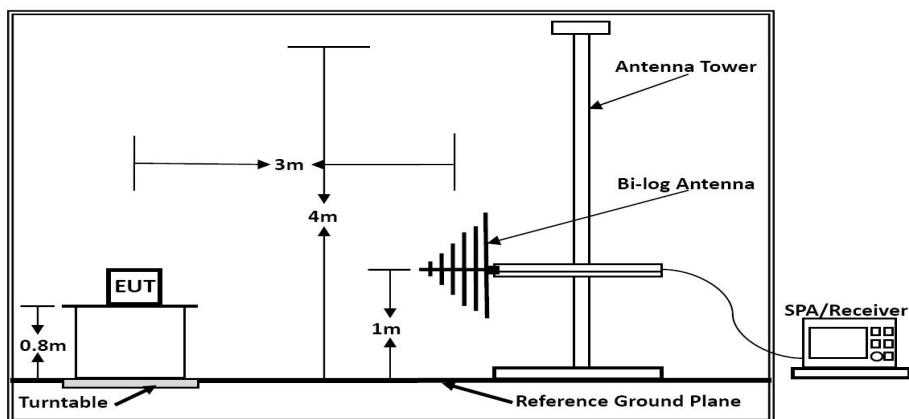 Antenna Tower
3m
Bi-log Antenna
4m
EUT
SPA/Receiver
0.8m
1m
Turntable
Reference Ground Plane